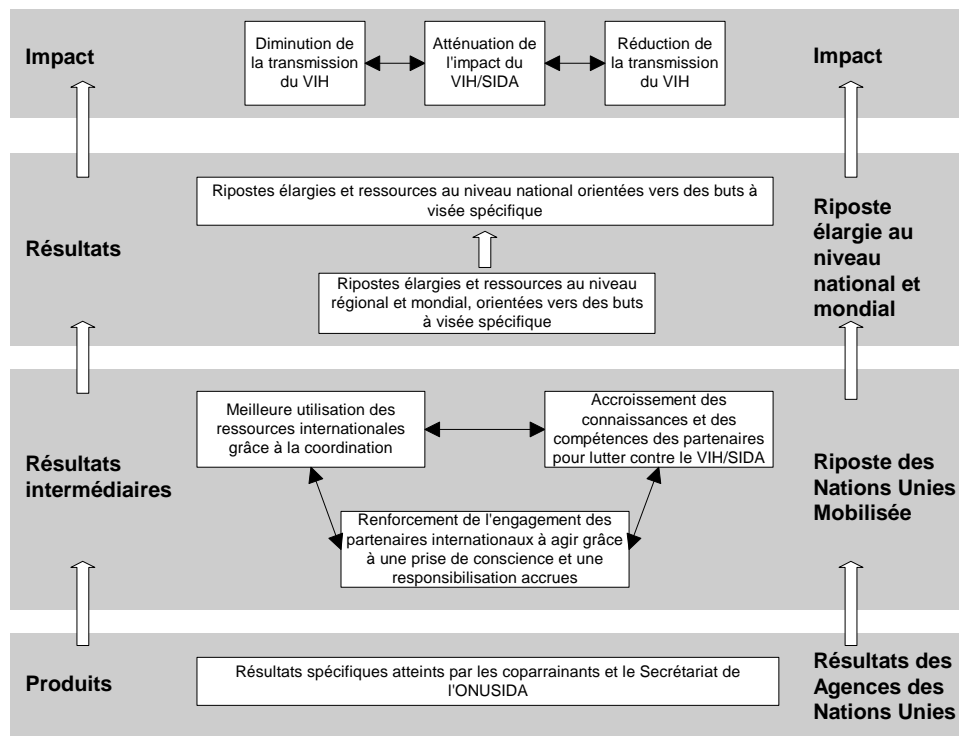 Impact
Diminution de
la transmission
du VIH
Atténuation de
l'impact du
VIH/SIDA
Réduction de
la transmission
du VIH
Impact
Résultats
Ripostes élargies et ressources au niveau national orientées vers des buts à
visée spécifique
Ripostes élargies et ressources au niveau
régional et mondial, orientées vers des buts
à visée spécifique
Riposte
élargie au
niveau
national et
mondial
Résultats
intermédiaires
Meilleure utilisation des
ressources internationales
grâce à la coordination
Accroissement des
connaissances et des
compétences des partenaires
pour lutter contre le VIH/SIDA
Renforcement de l'engagement des
partenaires internationaux à agir grâce
à une prise de conscience et une
responsibilisation accrues
Riposte des
Nations Unies
Mobilisée
Produits
Résultats spécifiques atteints par les coparrainants et le Secrétariat de
l'ONUSIDA
Résultats des
Agences des
Nations Unies